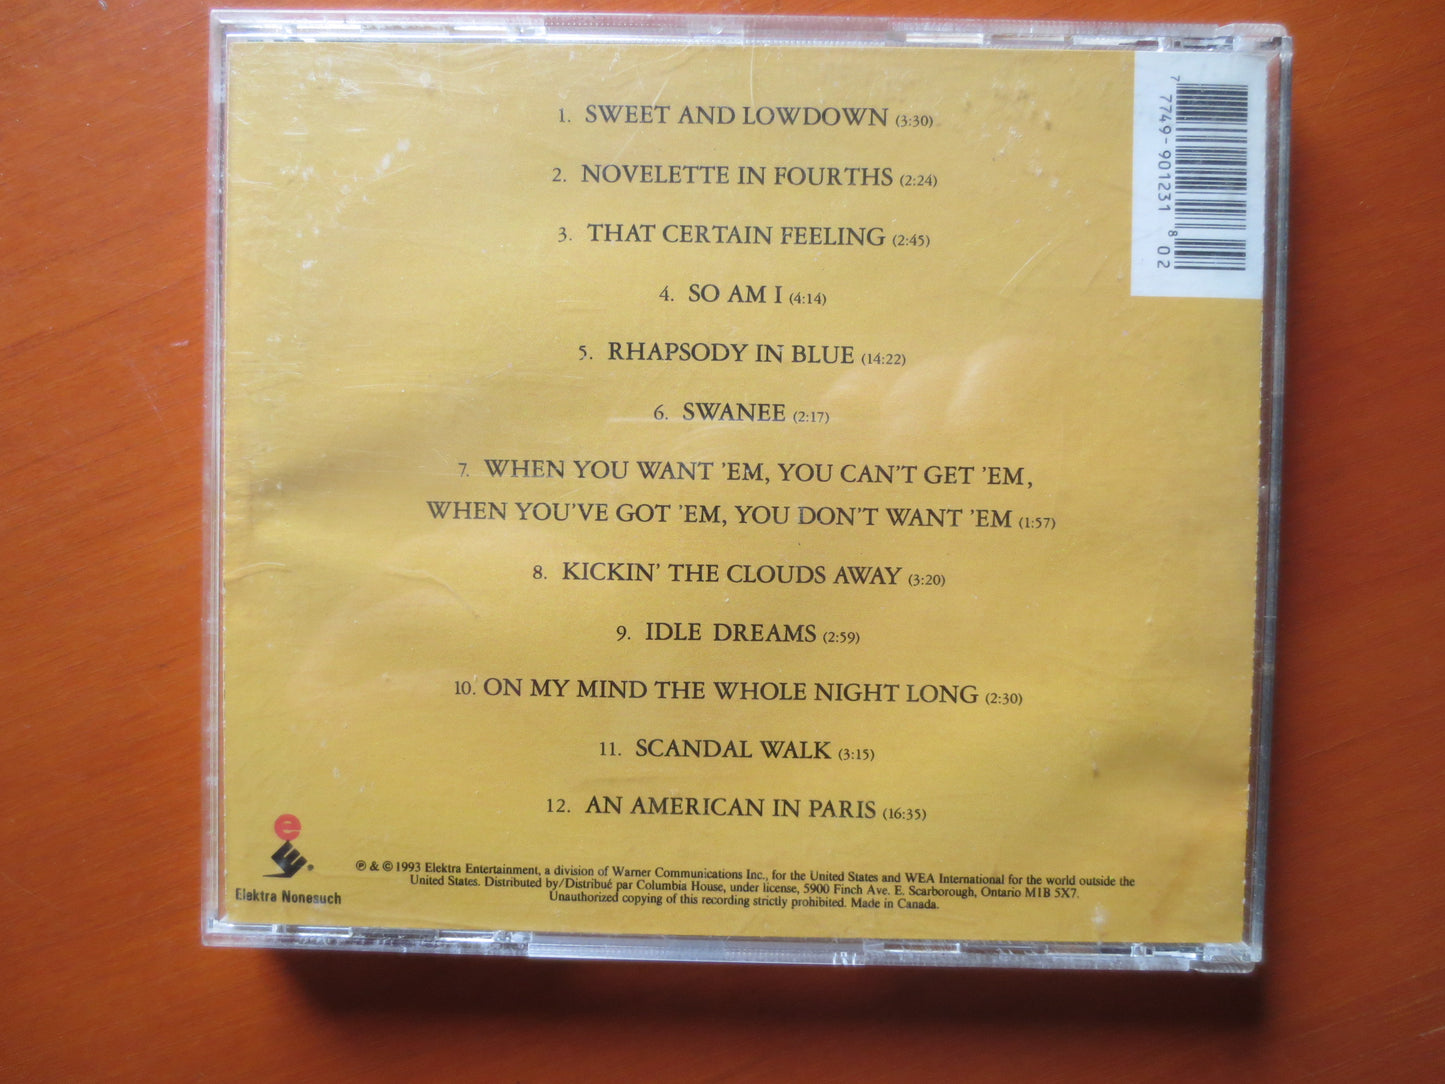 1. SWEET AND LOWDOWN (3:30)
2. NOVELETTE IN FOURTHS (2:24)
3. THAT CERTAIN FEELING (2:45)
4. SO AM I (4:14)
5. RHAPSODY IN BLUE (14:22)
6. SWANEE (2:17)
7. WHEN YOU WANT 'EM, YOU CAN'T GET 'EM,
WHEN YOU'VE GOT 'EM, YOU DON'T WANT 'EM (1:57)
8. KICKIN' THE CLOUDS AWAY (3:20)
9. IDLE DREAMS (2:59)
10. ON MY MIND THE WHOLE NIGHT LONG (2:30)
11. SCANDAL WALK (3:15)
12. AN AMERICAN IN PARIS (16:35)
7 7749-901231 8 02
e
Elektra Nonesuch
℗ & © 1993 Elektra Entertainment, a division of Warner Communications Inc., for the United States and WEA International for the world outside the
United States. Distributed by/Distribué par Columbia House, under license, 5900 Finch Ave. E. Scarborough, Ontario M1B 5X7.
Unauthorized copying of this recording strictly prohibited. Made in Canada.